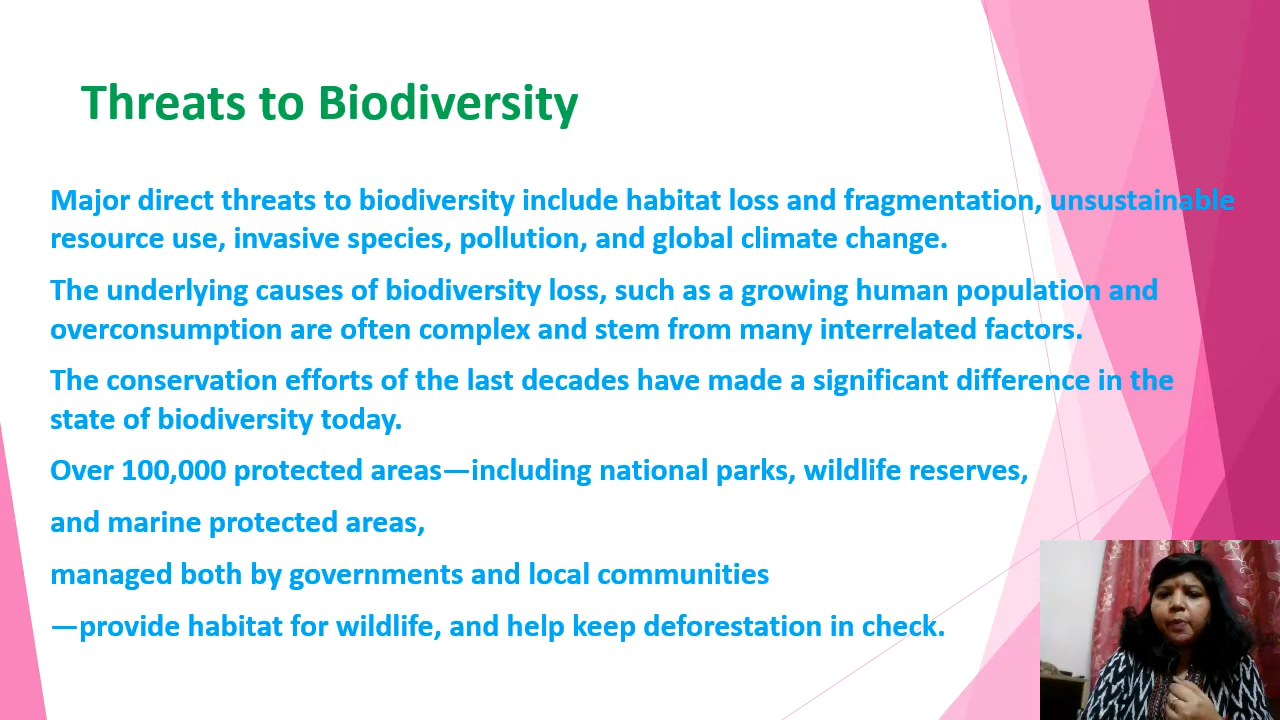 Threats to Biodiversity
Major direct threats to biodiversity include habitat loss and fragmentation, unsustainable
resource use, invasive species, pollution, and global climate change.
The underlying causes of biodiversity loss, such as a growing human population and
overconsumption are often complex and stem from many interrelated factors.
The conservation efforts of the last decades have made a significant difference in the
state of biodiversity today.
Over 100,000 protected areas—including national parks, wildlife reserves,
and marine protected areas,
managed both by governments and local communities
—provide habitat for wildlife, and help keep deforestation in check.